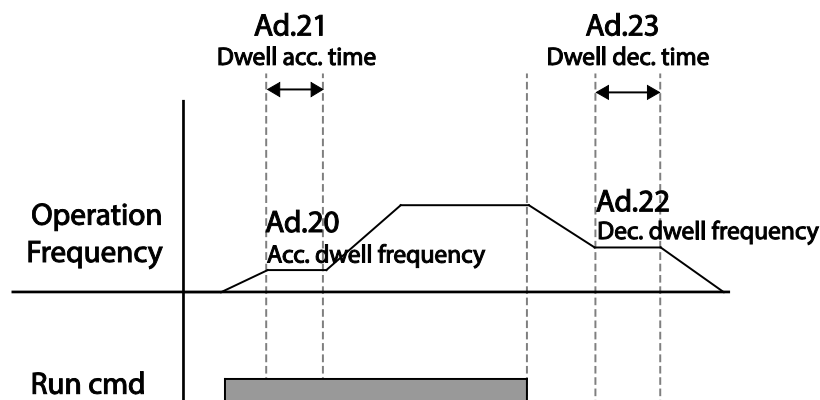 Ad.21
Dwell acc. time
Ad.23
Dwell dec. time
Operation
Frequency
Ad.20
Acc. dwell frequency
Ad.22
Dec. dwell frequency
Run cmd